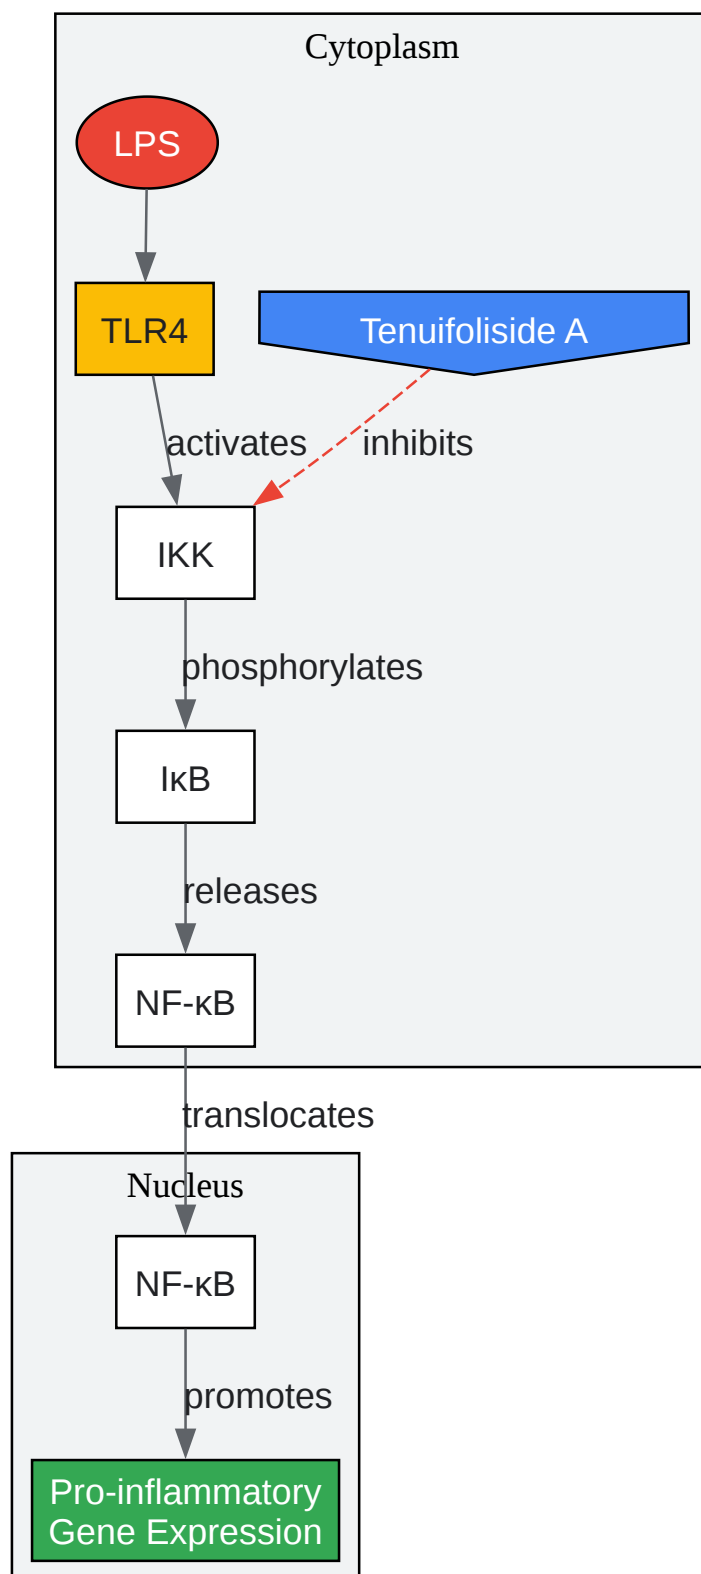 Cytoplasm
LPS
TLR4
Tenuifoliside A
activates
inhibits
IKK
phosphorylates
IκB
releases
NF-κB
translocates
Nucleus
NF-κB
promotes
Pro-inflammatory
Gene Expression